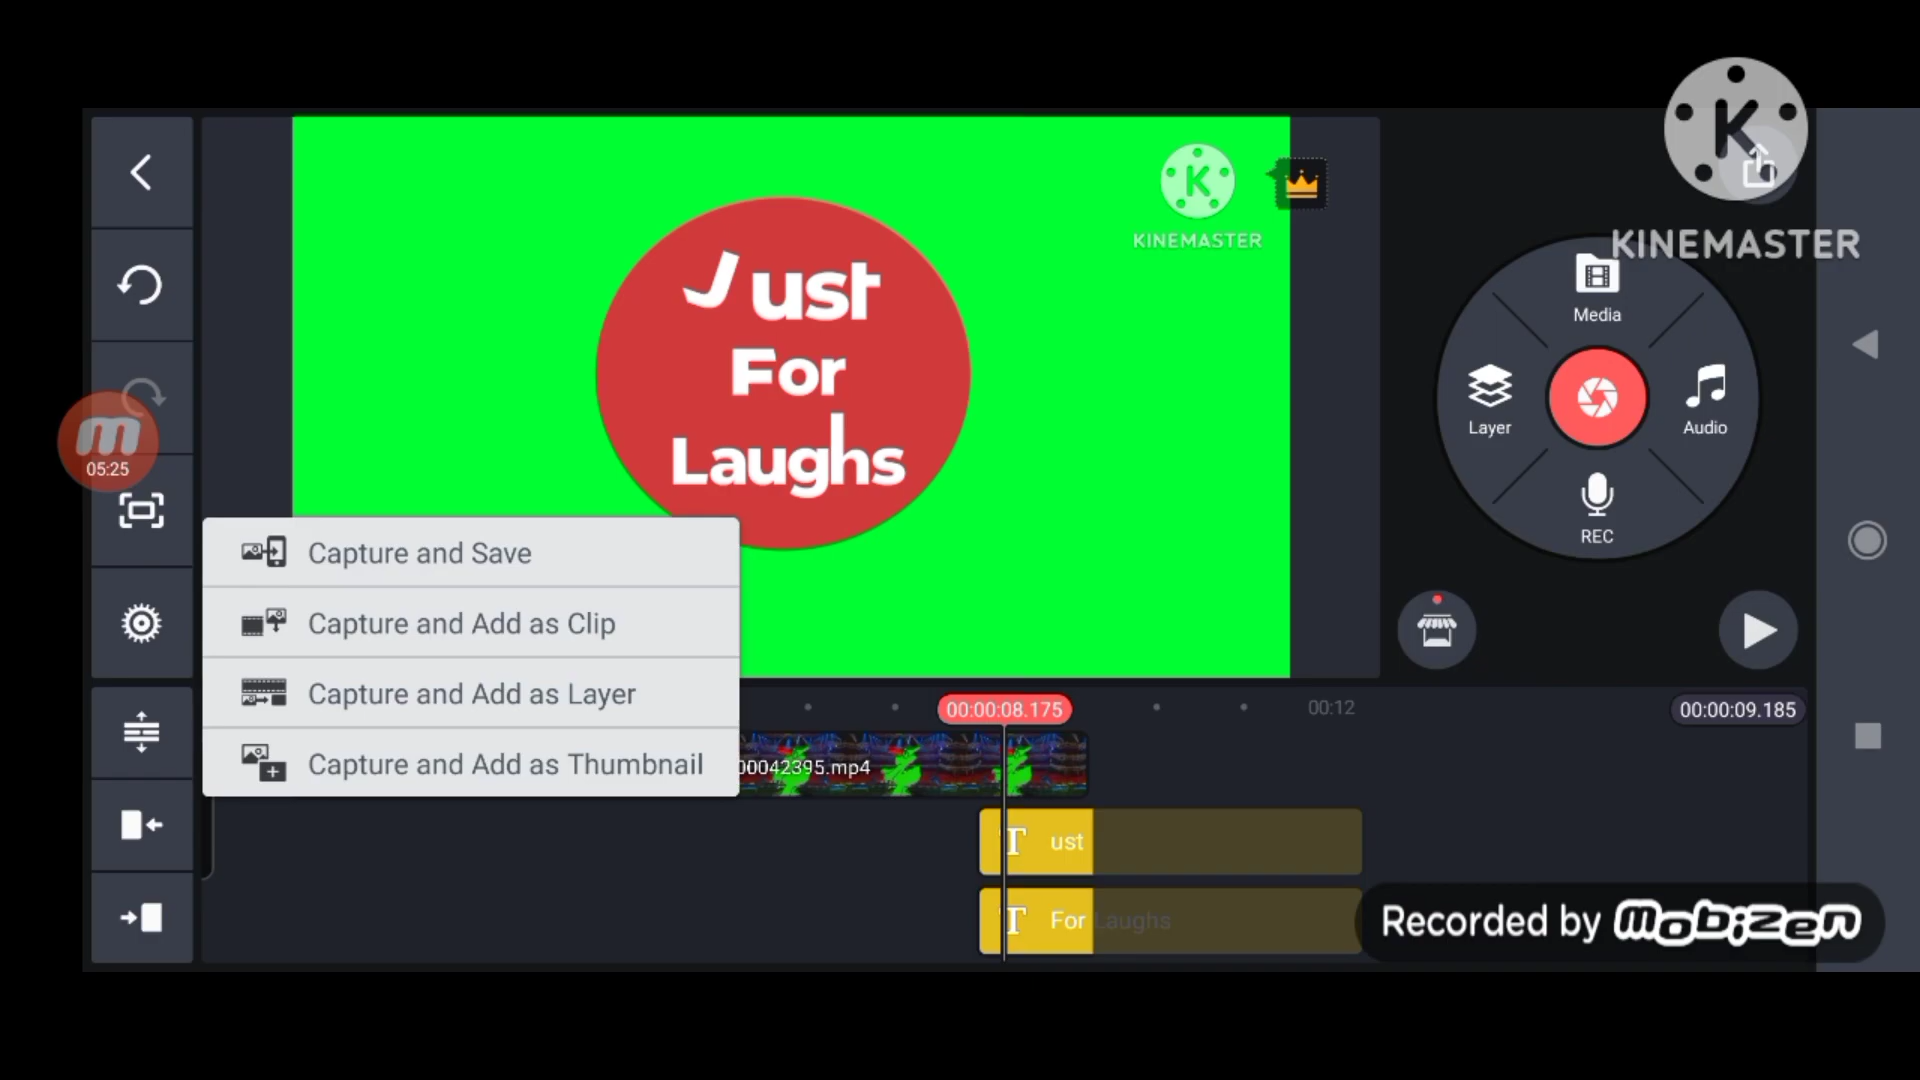 K
KINEMASTER
K
KINEMASTER
J ust
For
Laughs
Media
Layer
Audio
REC
m
05:25
Capture and Save
Capture and Add as Clip
Capture and Add as Layer
Capture and Add as Thumbnail
00:00:08.175
00:12
00:00:09.185
00042395.mp4
T ust
T For Laughs
Recorded by mobizen